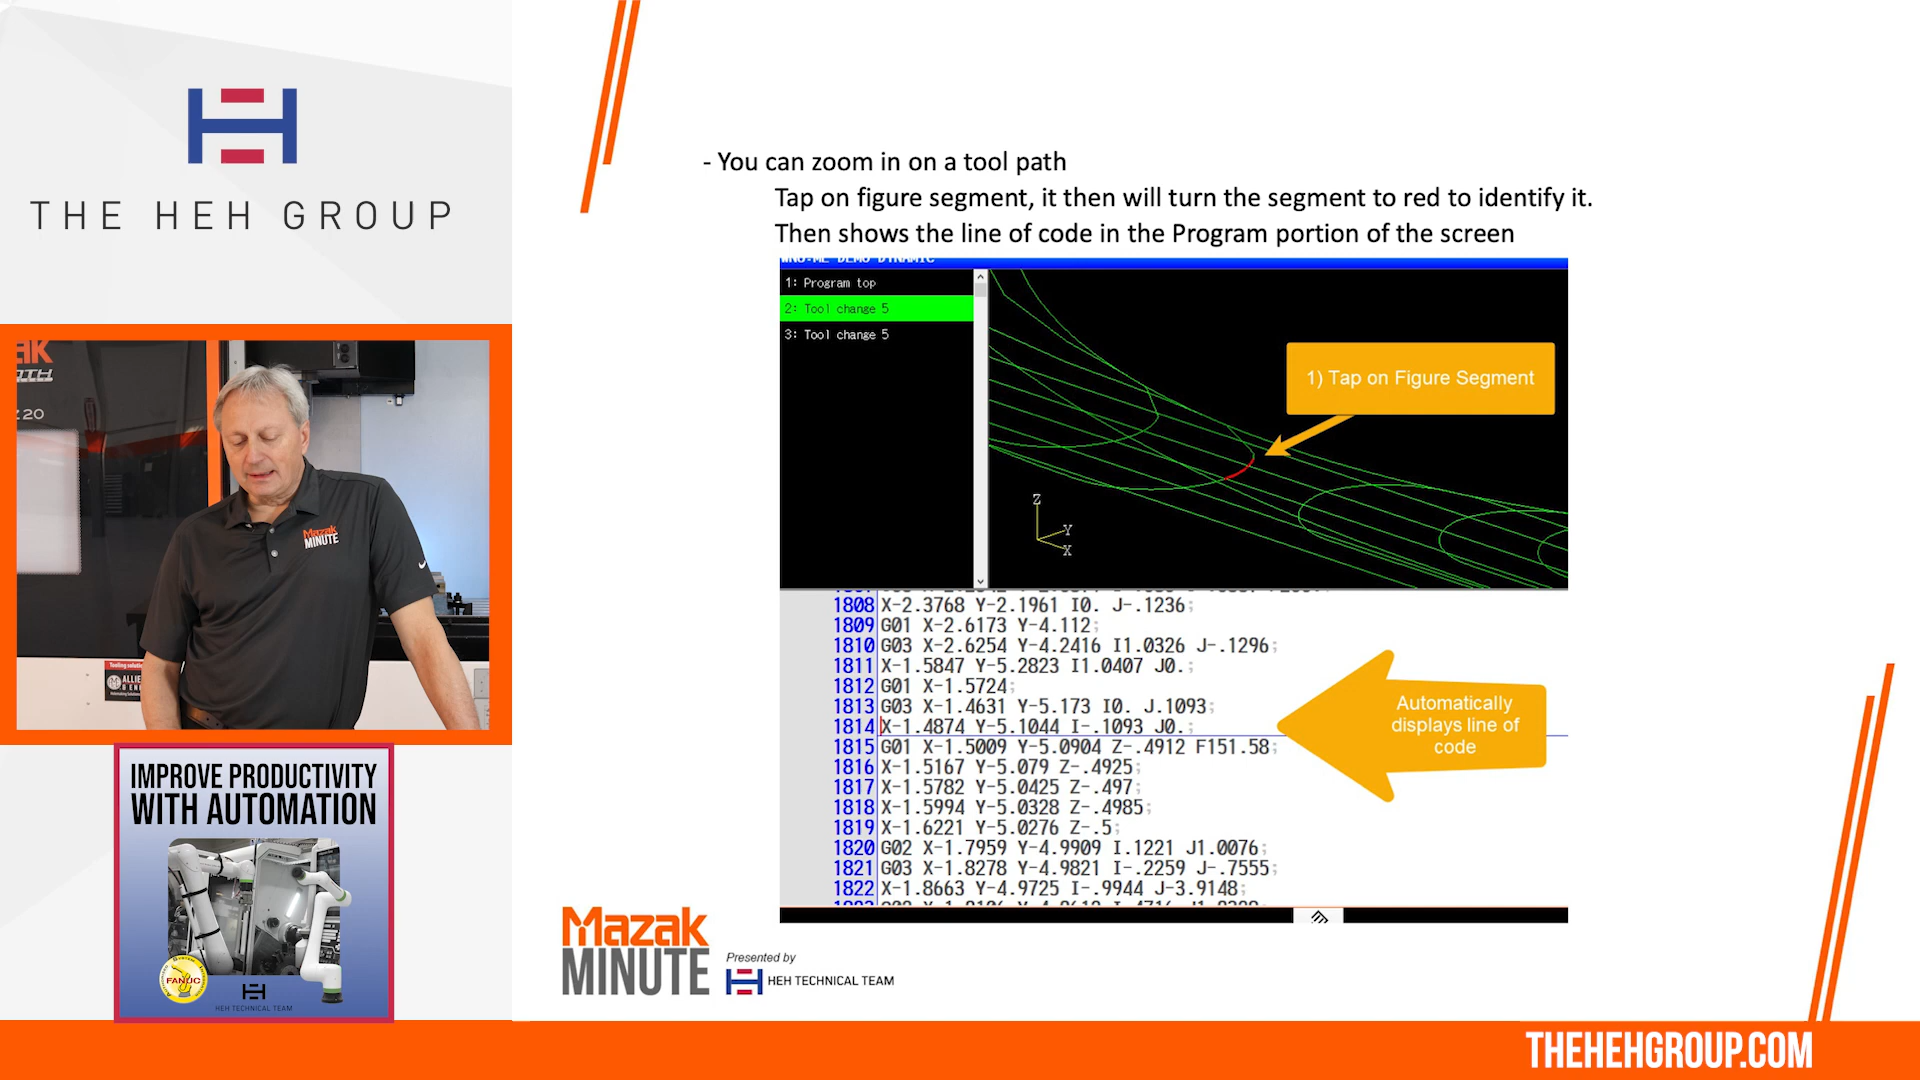 THE HEH GROUP
Z20
Mazak
MINUTE
IMPROVE PRODUCTIVITY
WITH AUTOMATION
FANUC
HEH TECHNICAL TEAM
- You can zoom in on a tool path
Tap on figure segment, it then will turn the segment to red to identify it.
Then shows the line of code in the Program portion of the screen
1: Program top
2: Tool change 5
3: Tool change 5
1) Tap on Figure Segment
Z
Y
X
1808 X-2.3768 Y-2.1961 I0. J-.1236;
1809 G01 X-2.6173 Y-4.112;
1810 G03 X-2.6254 Y-4.2416 I1.0326 J-.1296;
1811 X-1.5847 Y-5.2823 I1.0407 J0.;
1812 G01 X-1.5724;
1813 G03 X-1.4631 Y-5.173 I0. J.1093;
1814 X-1.4874 Y-5.1044 I-.1093 J0.;
1815 G01 X-1.5009 Y-5.0904 Z-.4912 F151.58;
1816 X-1.5167 Y-5.079 Z-.4925;
1817 X-1.5782 Y-5.0425 Z-.497;
1818 X-1.5994 Y-5.0328 Z-.4985;
1819 X-1.6221 Y-5.0276 Z-.5;
1820 G02 X-1.7959 Y-4.9909 I.1221 J1.0076;
1821 G03 X-1.8278 Y-4.9821 I-.2259 J-.7555;
1822 X-1.8663 Y-4.9725 I-.9944 J-3.9148;
Automatically
displays line of
code
Mazak
MINUTE
Presented by
HEH TECHNICAL TEAM
THEHEHGROUP.COM